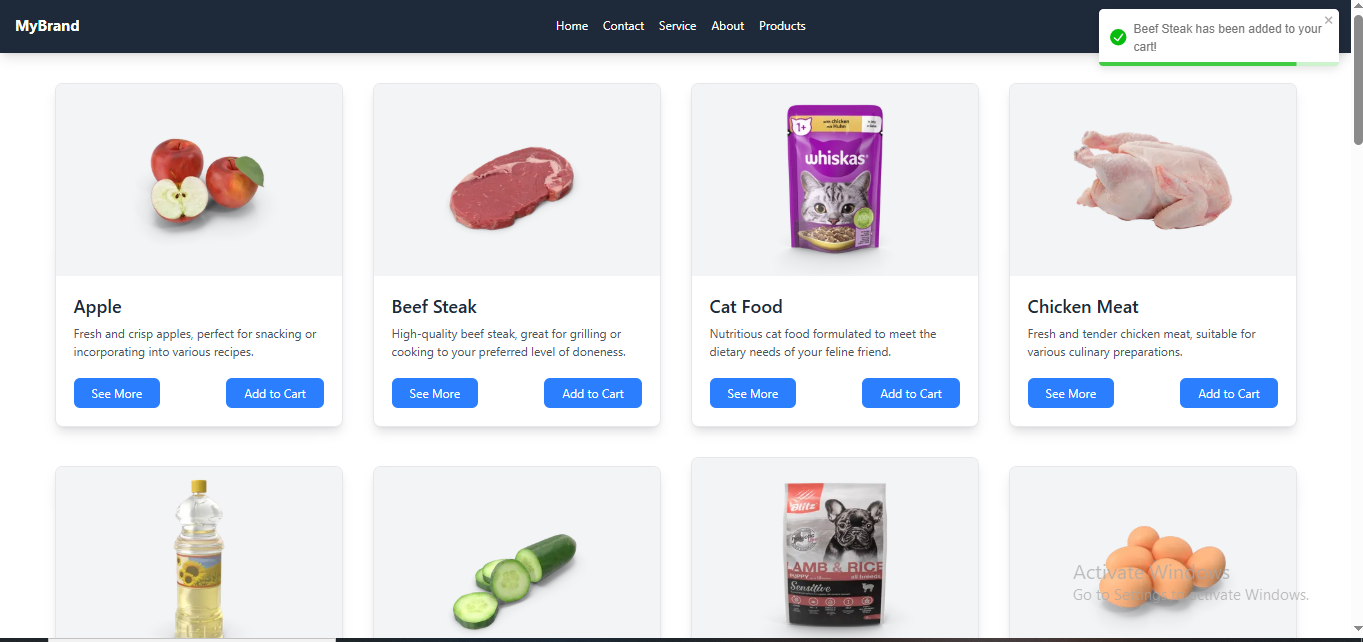 MyBrand
Home
Contact
Service
About
Products
Beef Steak has been added to your
cart!
1+
whiskas
Apple
Fresh and crisp apples, perfect for snacking or
incorporating into various recipes.
See More
Add to Cart
Beef Steak
High-quality beef steak, great for grilling or
cooking to your preferred level of doneness.
See More
Add to Cart
Cat Food
Nutritious cat food formulated to meet the
dietary needs of your feline friend.
See More
Add to Cart
Chicken Meat
Fresh and tender chicken meat, suitable for
various culinary preparations.
See More
Add to Cart
Blitz
LAMB & RICE
PUPPY
all breeds
Sensitive
Activate Windows
Go to Settings to activate Windows.